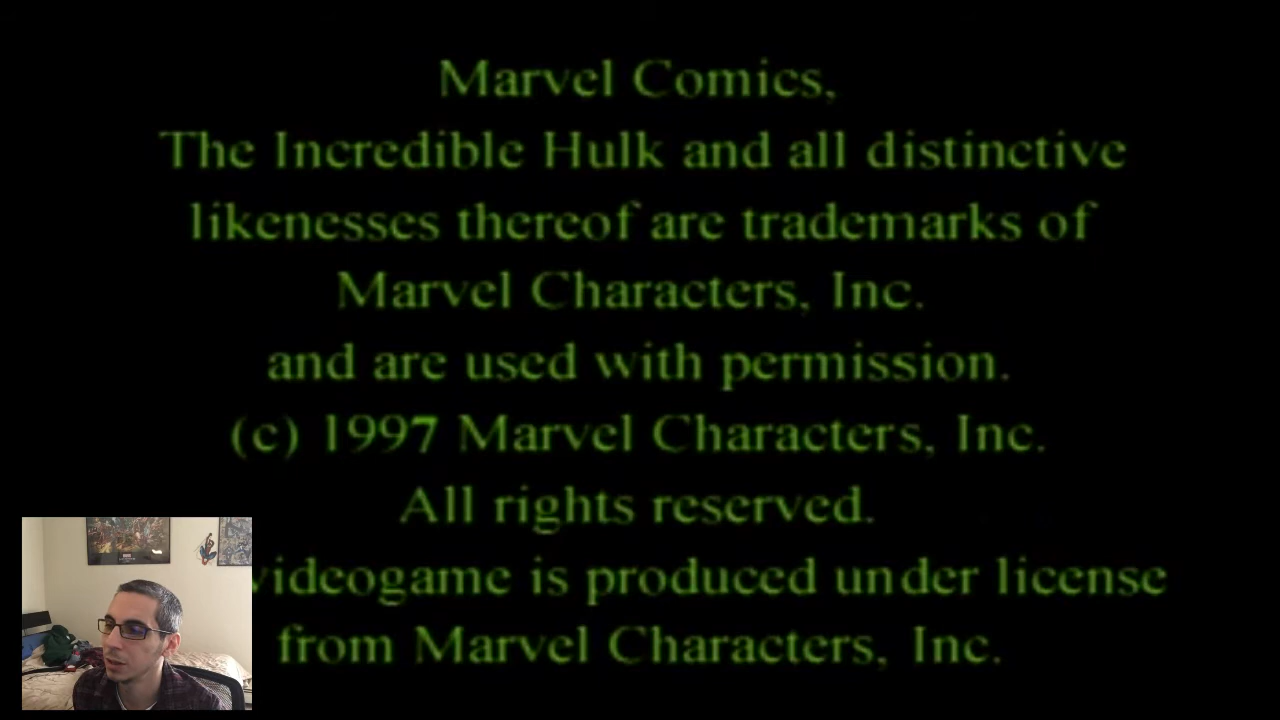 Marvel Comics,
The Incredible Hulk and all distinctive
likenesses thereof are trademarks of
Marvel Characters, Inc.
and are used with permission.
(c) 1997 Marvel Characters, Inc.
All rights reserved.
videogame is produced under license
from Marvel Characters, Inc.